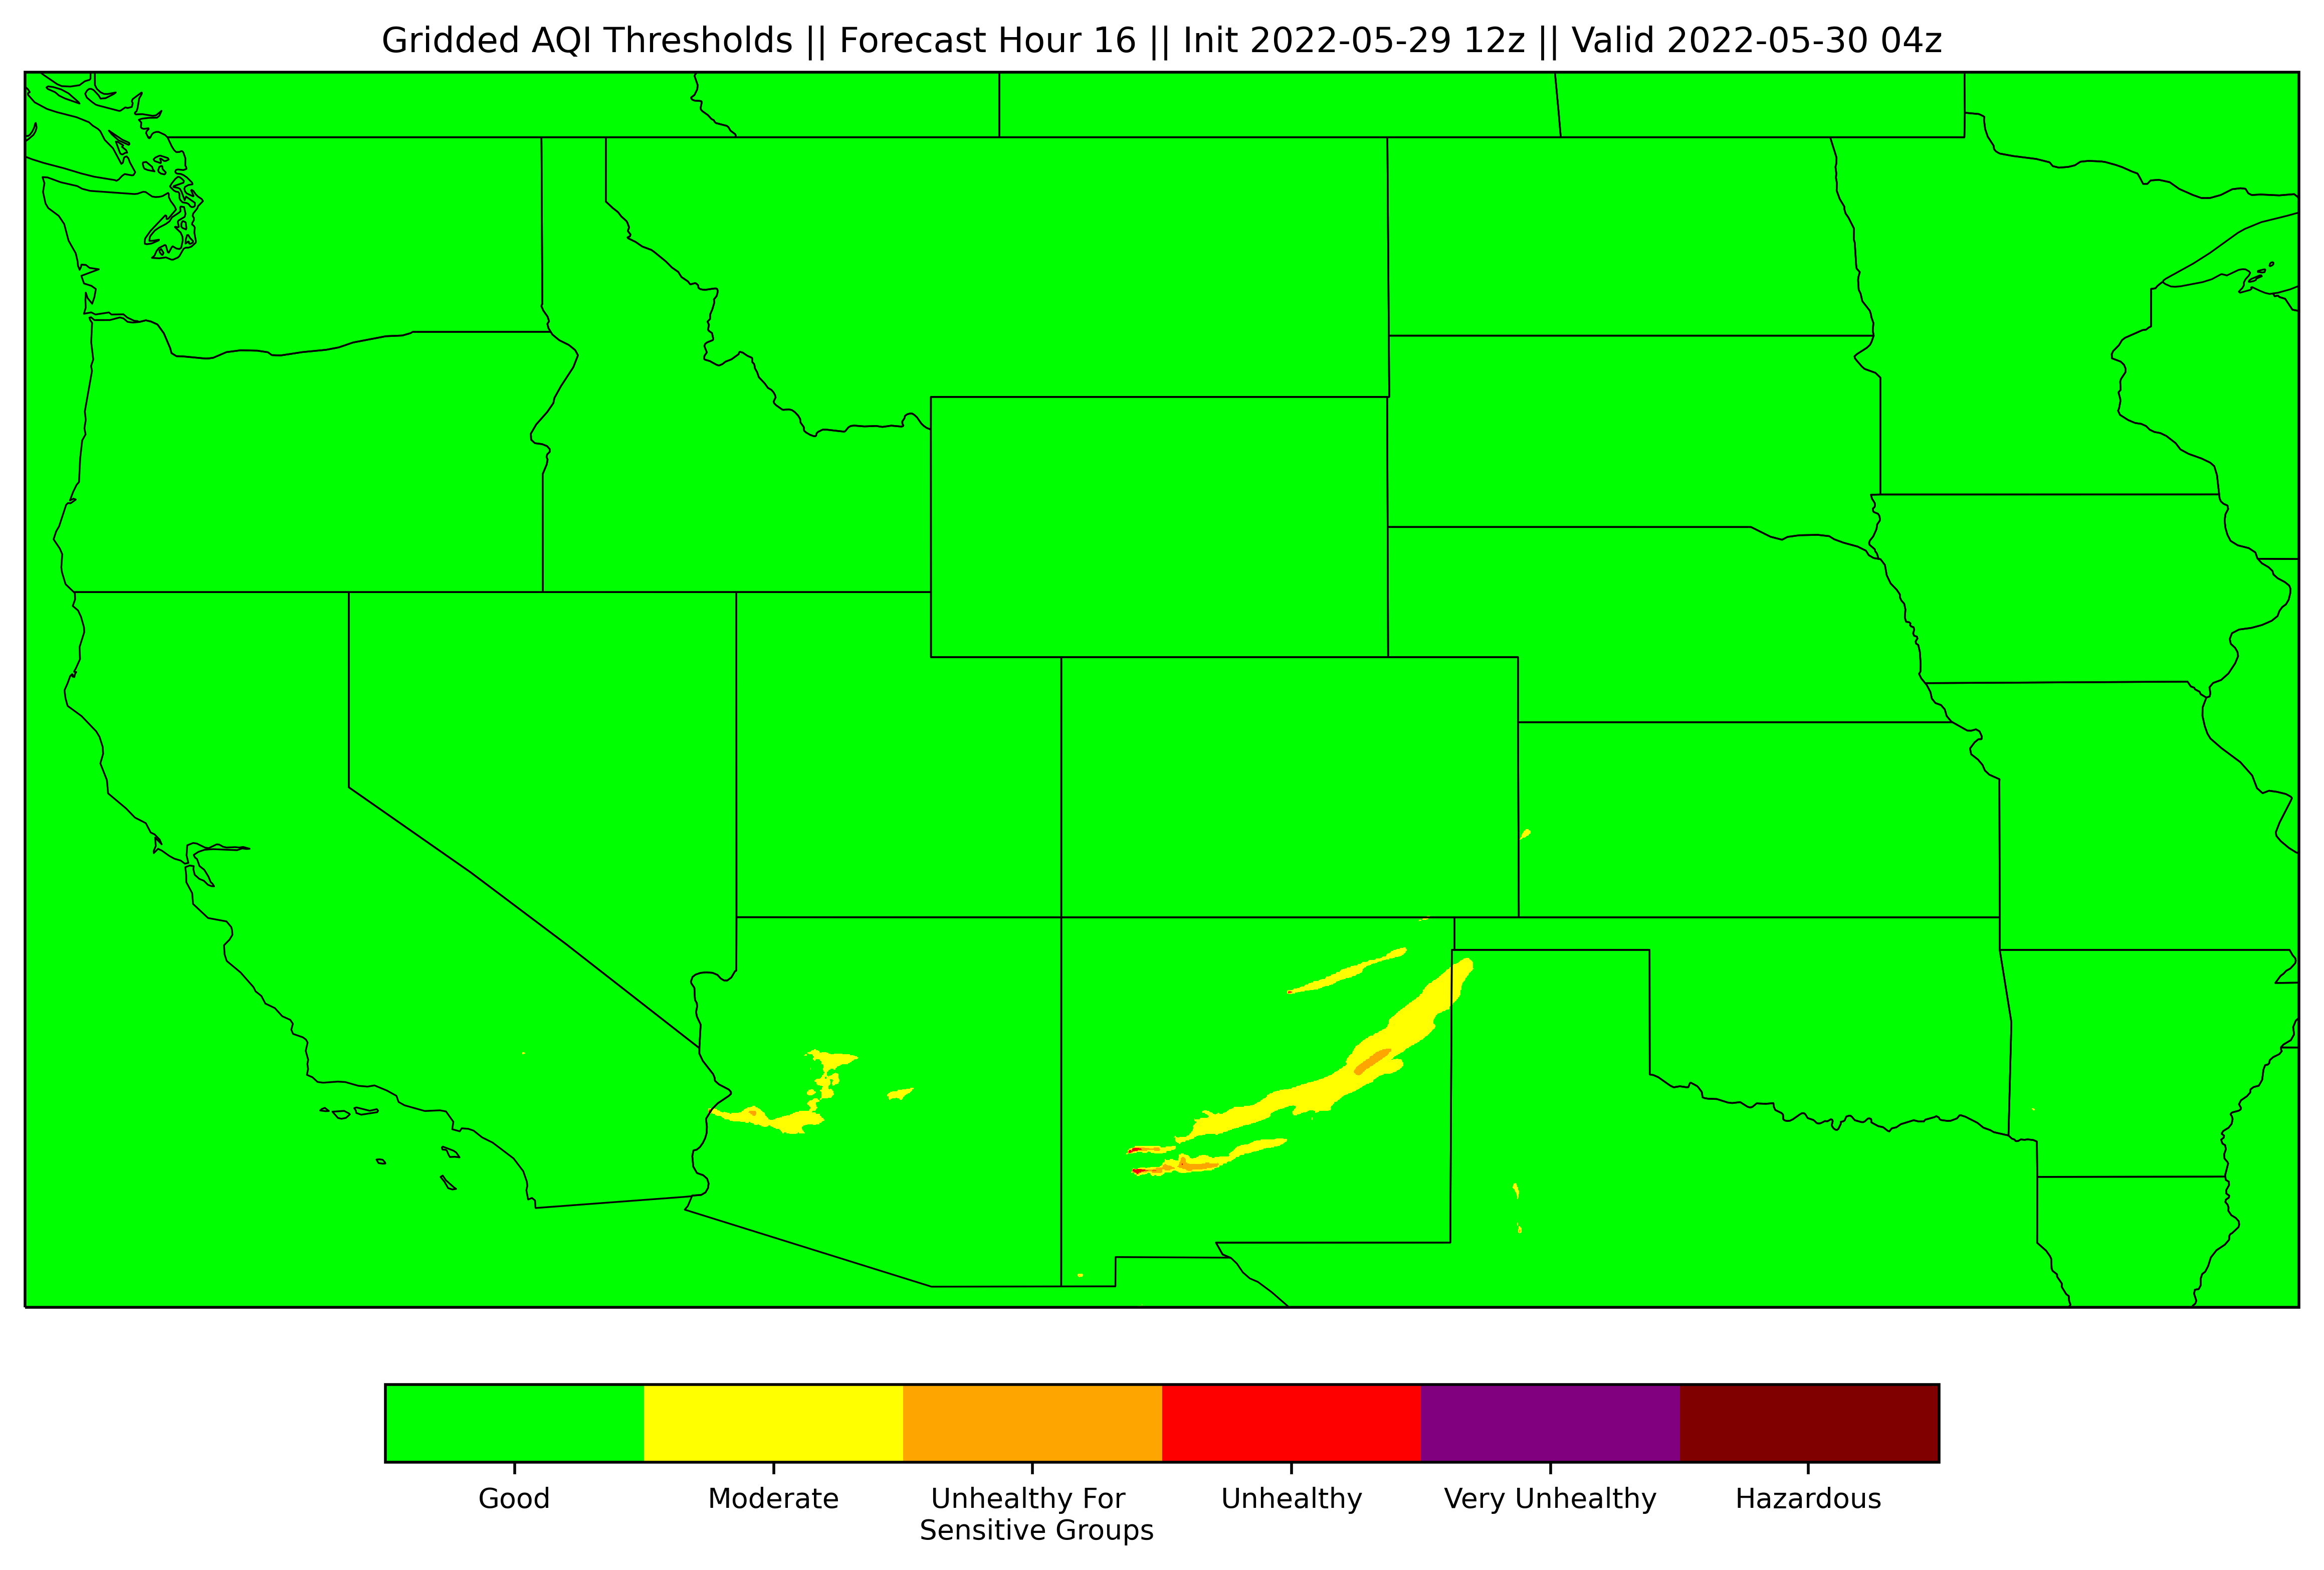 Gridded AQI Thresholds || Forecast Hour 16 || Init 2022-05-29 12z || Valid 2022-05-30 04z
Good
Moderate
Unhealthy For
Sensitive Groups
Unhealthy
Very Unhealthy
Hazardous